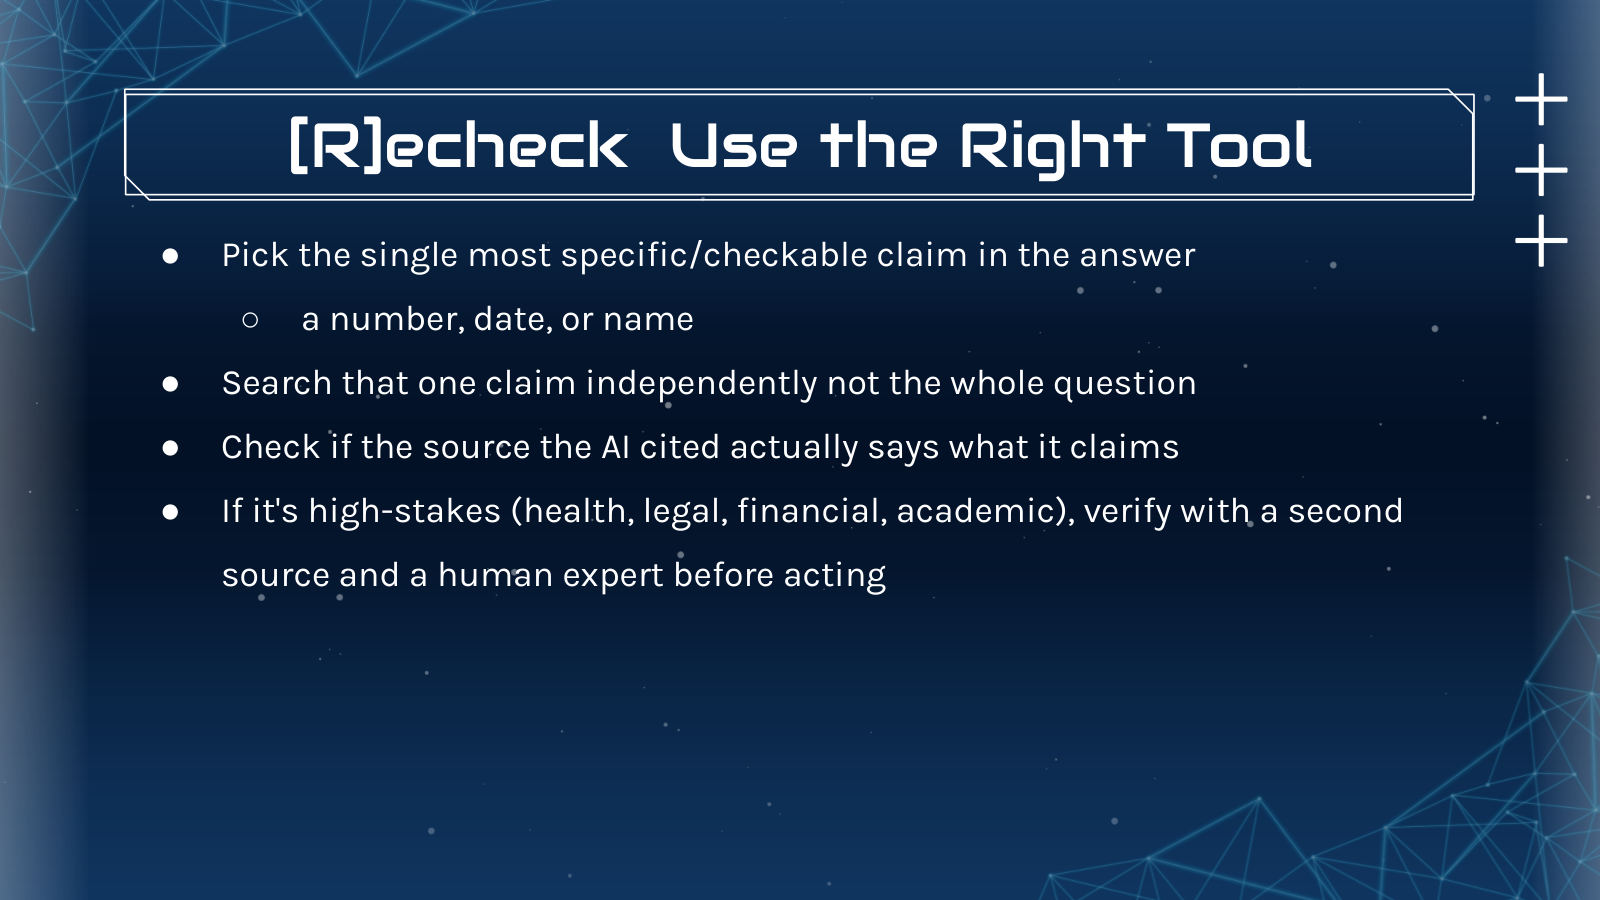 [R]echeck Use the Right Tool
● Pick the single most specific/checkable claim in the answer
○ a number, date, or name
● Search that one claim independently not the whole question
● Check if the source the AI cited actually says what it claims
● If it's high-stakes (health, legal, financial, academic), verify with a second
source and a human expert before acting